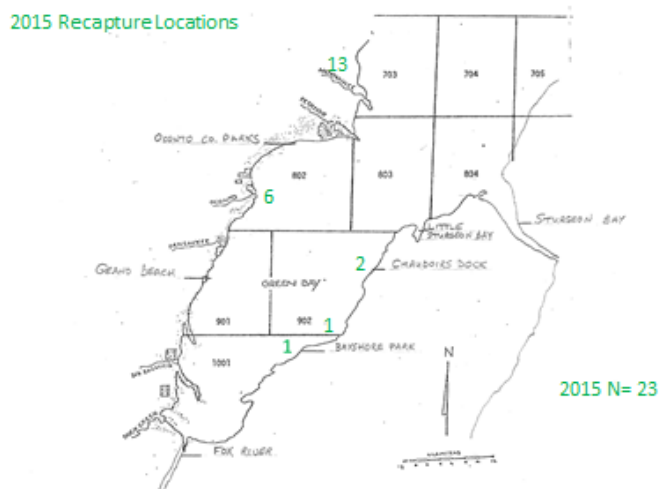 2015 Recapture Locations
13
703
704
705
OCONTO CO. PARKS
802
803
804
6
LITTLE
STURGEON BAY
STURGEON BAY
2
CHAUDOIRS DOCK
GRAND BEACH
GREEN BAY
901
902
1
1
BAYSHORE PARK
1001
N
2015 N= 23
FOX RIVER